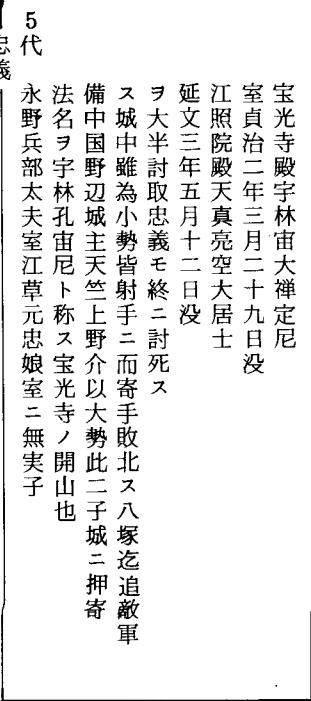 5代
忠義
永野兵部太夫室江草元忠娘室ニ無実子
法名ヲ宇林孔宙尼ト称ス宝光寺ノ開山也
備中国野辺城主天竺上野介以大勢此二子城ニ押寄
ス城中雖為小勢皆射手ニ而寄手敗北ス八塚迄追敵軍
ヲ大半討取忠義モ終ニ討死ス
延文三年五月十二日没
江照院殿天真亮空大居士
室貞治二年三月二十九日没
宝光寺殿宇林宙大禅定尼